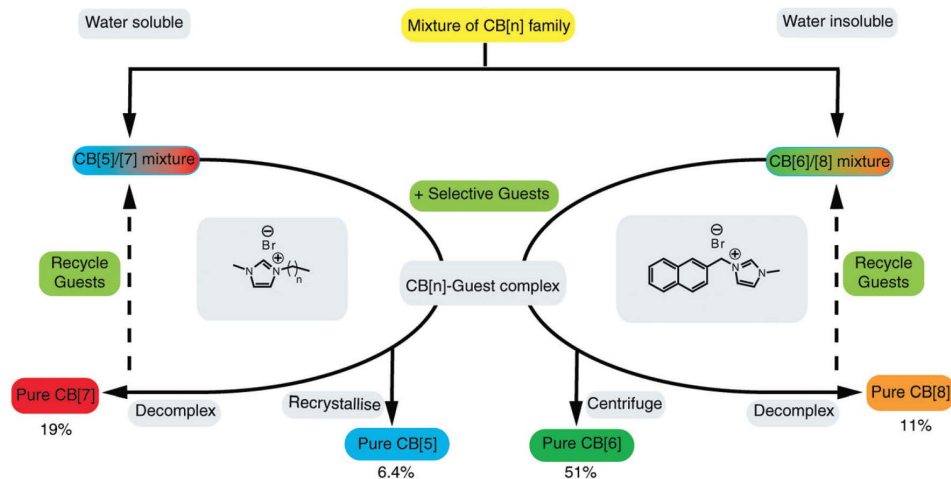 Water soluble
Mixture of CB[n] family
Water insoluble
CB[5]/[7] mixture
CB[6]/[8] mixture
+ Selective Guests
⊖
Br
⊕
N
N
( )n
⊖
Br
⊕
N
N
Recycle
Guests
CB[n]-Guest complex
Recycle
Guests
Pure CB[7]
Decomplex
Recrystallise
Centrifuge
Decomplex
Pure CB[8]
19%
Pure CB[5]
Pure CB[6]
11%
6.4%
51%